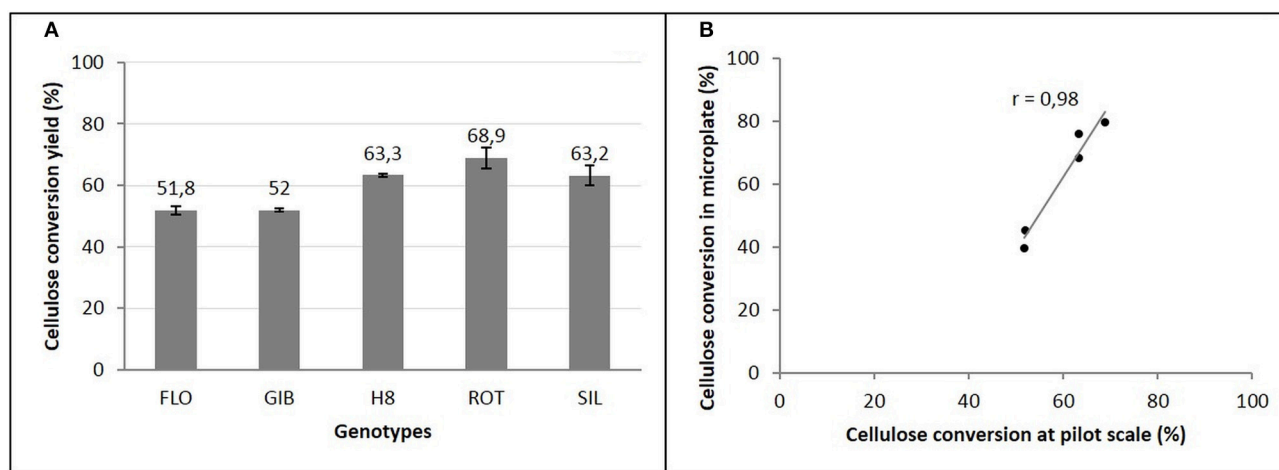 A
Cellulose conversion yield (%)
100
80
60
40
20
0
51,8
52
63,3
68,9
63,2
FLO GIB H8 ROT SIL
Genotypes
B
Cellulose conversion in microplate (%)
100
80
60
40
20
0
r = 0,98
0 20 40 60 80 100
Cellulose conversion at pilot scale (%)